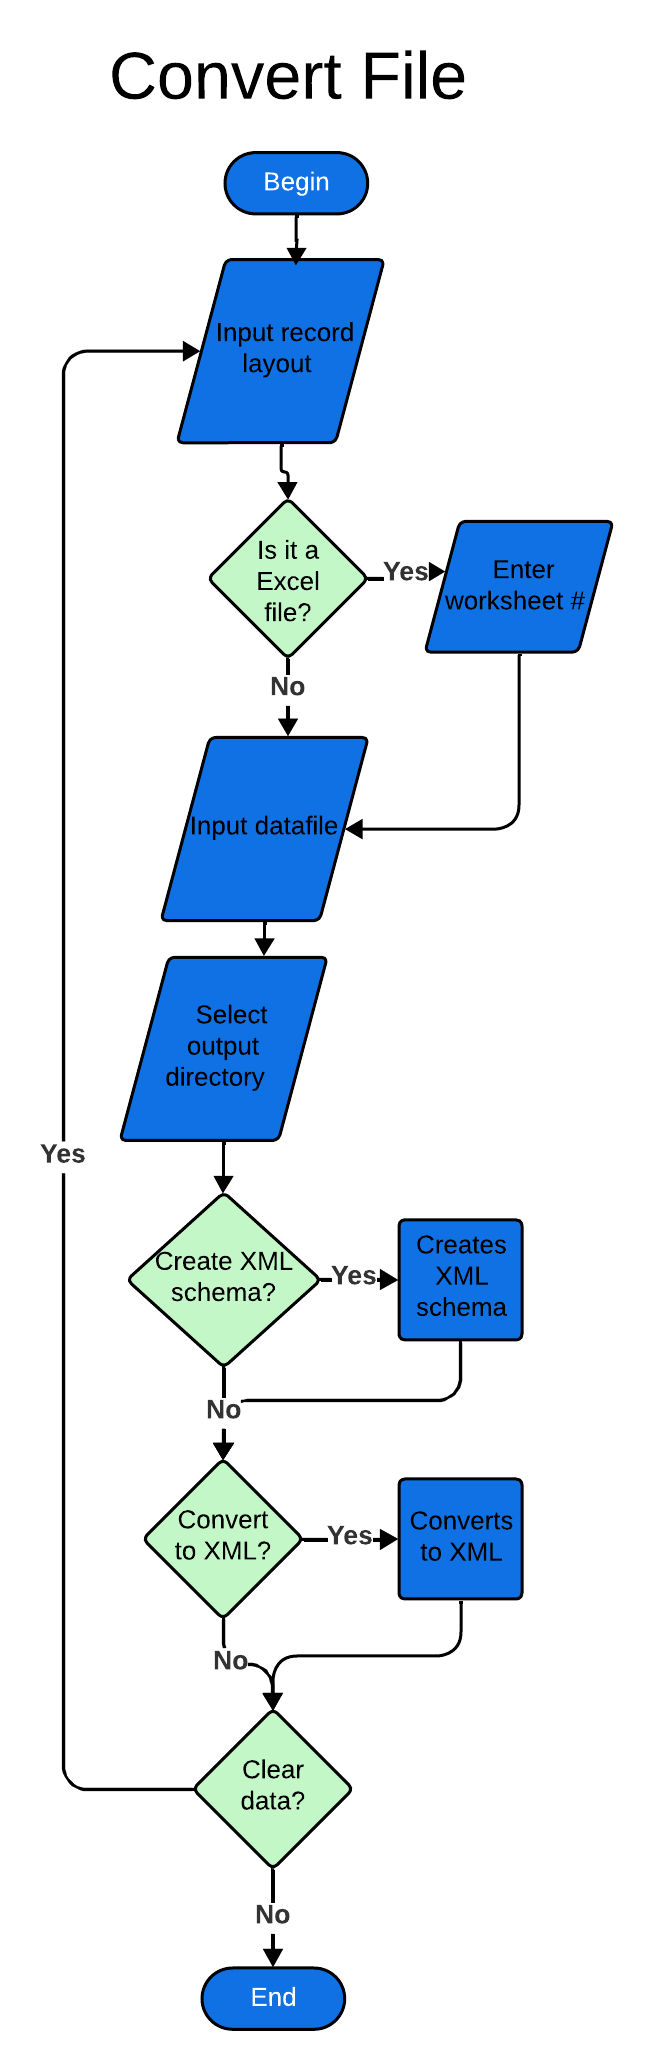 Convert File
Begin
Input record
layout
Is it a
Excel
file?
Yes
Enter
worksheet #
No
Input datafile
Select
output
directory
Yes
Create XML
schema?
Yes
Creates
XML
schema
No
Convert
to XML?
Yes
Converts
to XML
No
Clear
data?
No
End